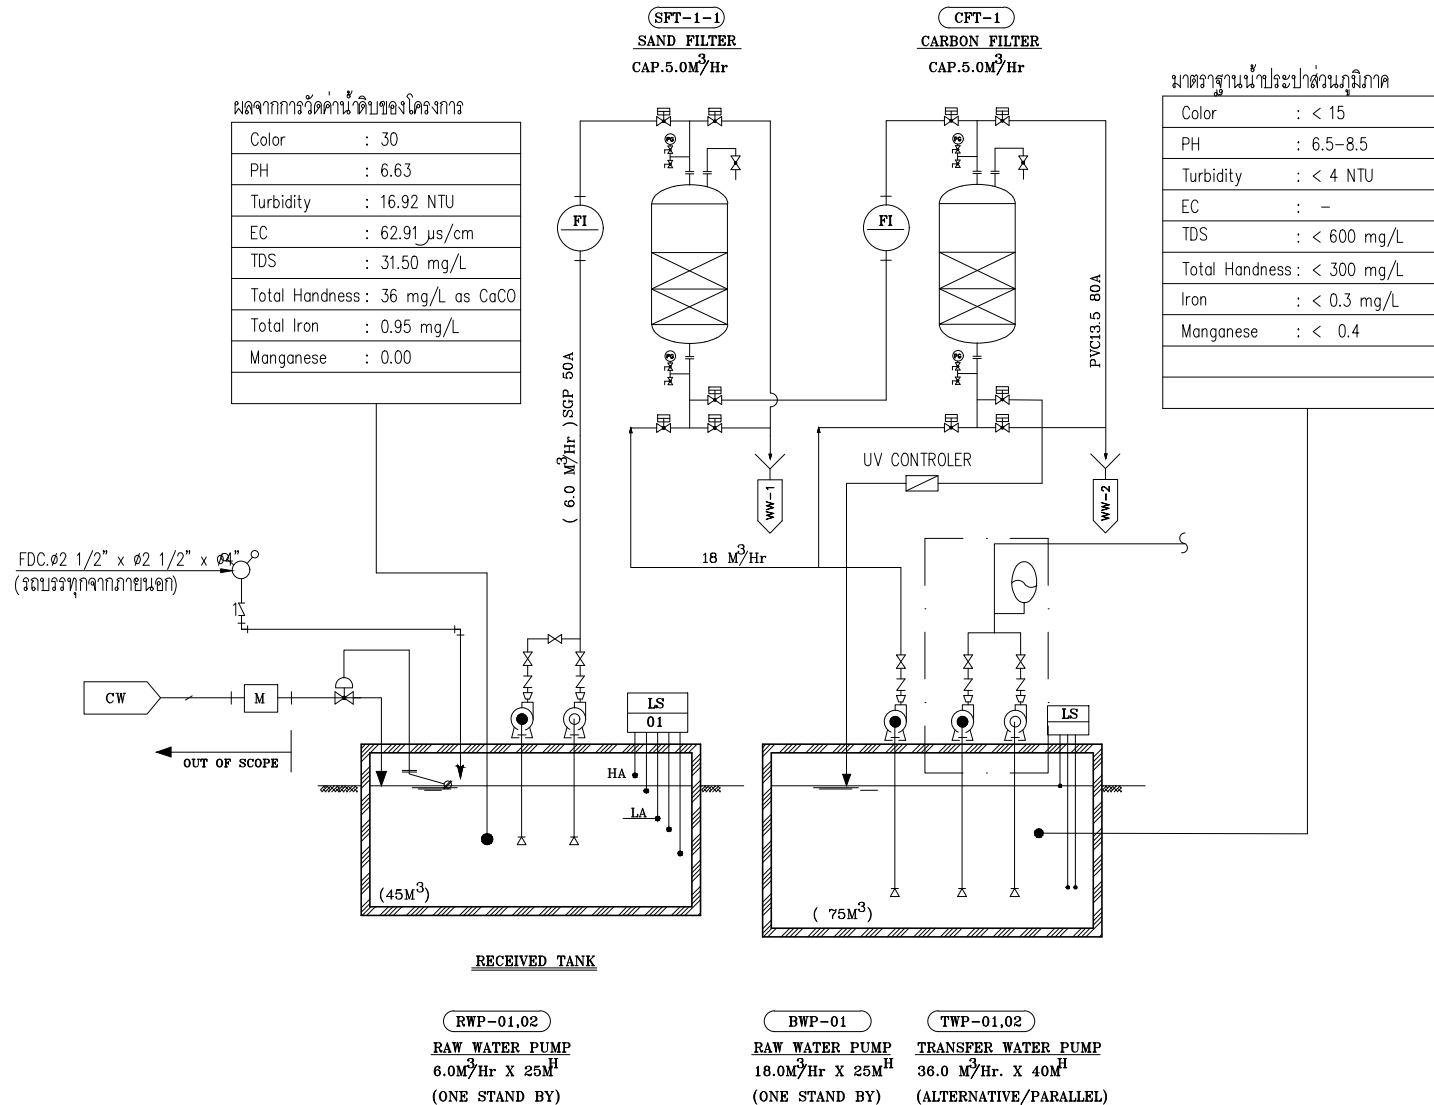 SFT-1-1
SAND FILTER
CAP.5.0M3/Hr
CFT-1
CARBON FILTER
CAP.5.0M3/Hr
ผลจากการวัดค่าน้ำดิบของโครงการ
Color : 30
PH : 6.63
Turbidity : 16.92 NTU
EC : 62.91 µs/cm
TDS : 31.50 mg/L
Total Handness : 36 mg/L as CaCO
Total Iron : 0.95 mg/L
Manganese : 0.00
มาตราฐานน้ำประปาส่วนภูมิภาค
Color : < 15
PH : 6.5-8.5
Turbidity : < 4 NTU
EC : -
TDS : < 600 mg/L
Total Handness : < 300 mg/L
Iron : < 0.3 mg/L
Manganese : < 0.4
PG
PG
FI
FI
PG
PG
( 6.0 M3/Hr )SGP 50A
PVC13.5 80A
UV CONTROLER
WW-1
WW-2
18 M3/Hr
FDC.ø2 1/2" x ø2 1/2" x ø4"
(รถบรรทุกจากภายนอก)
1
CW
M
OUT OF SCOPE
LS
01
LS
HA
LA
(45M3)
( 75M3)
RECEIVED TANK
RWP-01,02
RAW WATER PUMP
6.0M3/Hr X 25MH
(ONE STAND BY)
BWP-01
RAW WATER PUMP
18.0M3/Hr X 25MH
(ONE STAND BY)
TWP-01,02
TRANSFER WATER PUMP
36.0 M3/Hr. X 40MH
(ALTERNATIVE/PARALLEL)